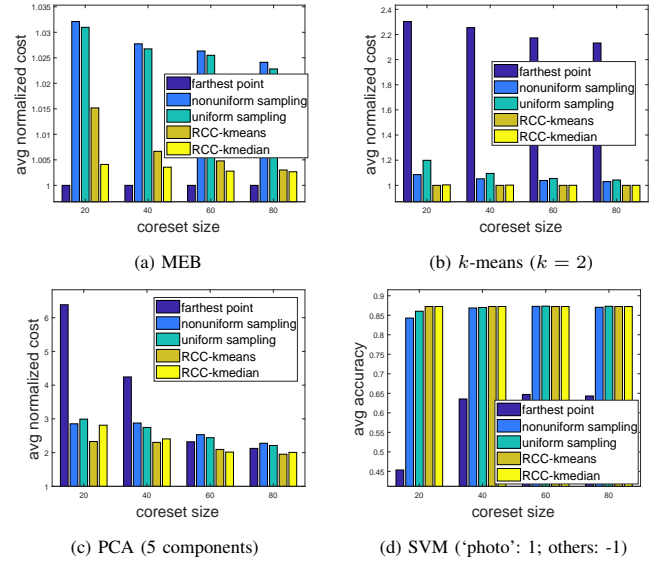 avg normalized cost
1.035
1.03
1.025
1.02
1.015
1.01
1.005
1
farthest point
nonuniform sampling
uniform sampling
RCC-kmeans
RCC-kmedian
20 40 60 80
coreset size
(a) MEB
avg normalized cost
2.4
2.2
2
1.8
1.6
1.4
1.2
1
farthest point
nonuniform sampling
uniform sampling
RCC-kmeans
RCC-kmedian
20 40 60 80
coreset size
(b) k-means (k = 2)
avg normalized cost
6
5
4
3
2
1
farthest point
nonuniform sampling
uniform sampling
RCC-kmeans
RCC-kmedian
20 40 60 80
coreset size
(c) PCA (5 components)
avg accuracy
0.9
0.85
0.8
0.75
0.7
0.65
0.6
0.55
0.5
0.45
farthest point
nonuniform sampling
uniform sampling
RCC-kmeans
RCC-kmedian
20 40 60 80
coreset size
(d) SVM (‘photo’: 1; others: -1)